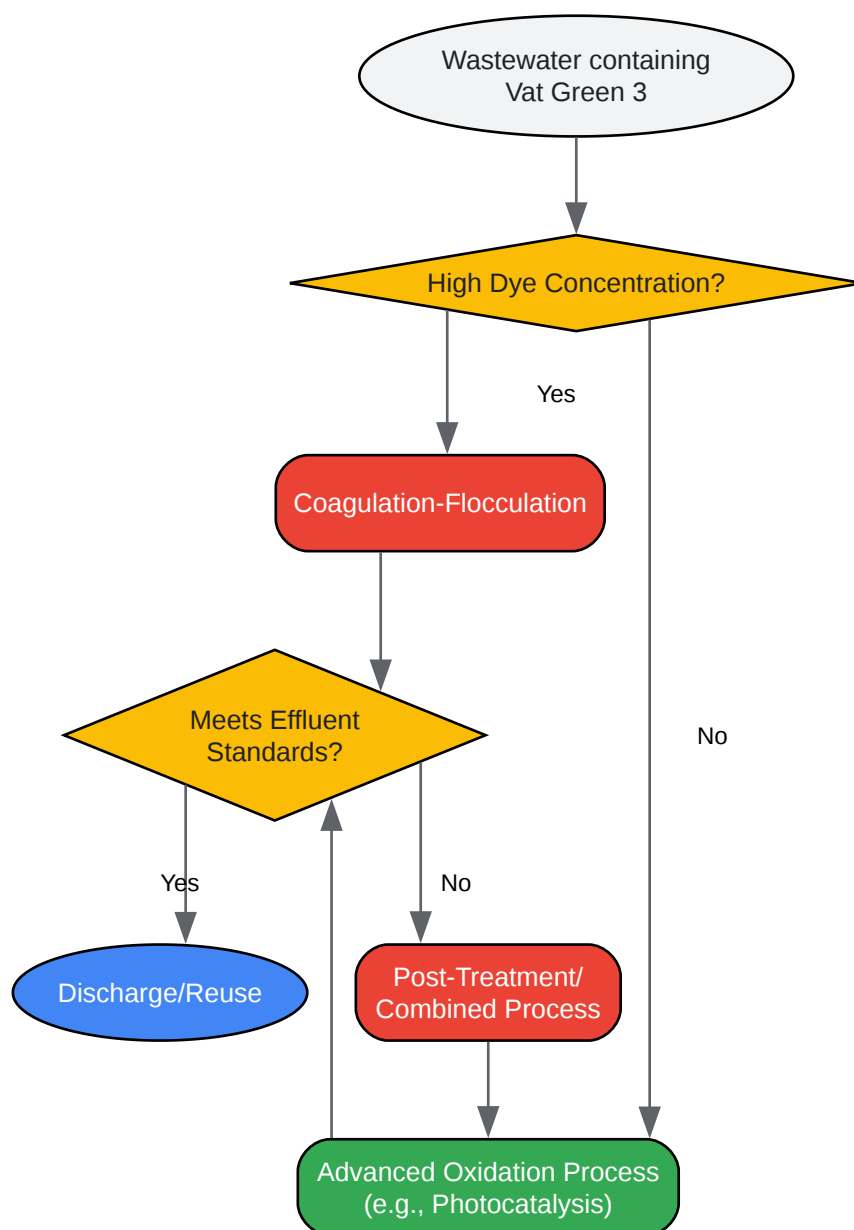 Wastewater containing
Vat Green 3
High Dye Concentration?
Yes
Coagulation-Flocculation
Meets Effluent
Standards?
No
Yes
No
Discharge/Reuse
Post-Treatment/
Combined Process
Advanced Oxidation Process
(e.g., Photocatalysis)